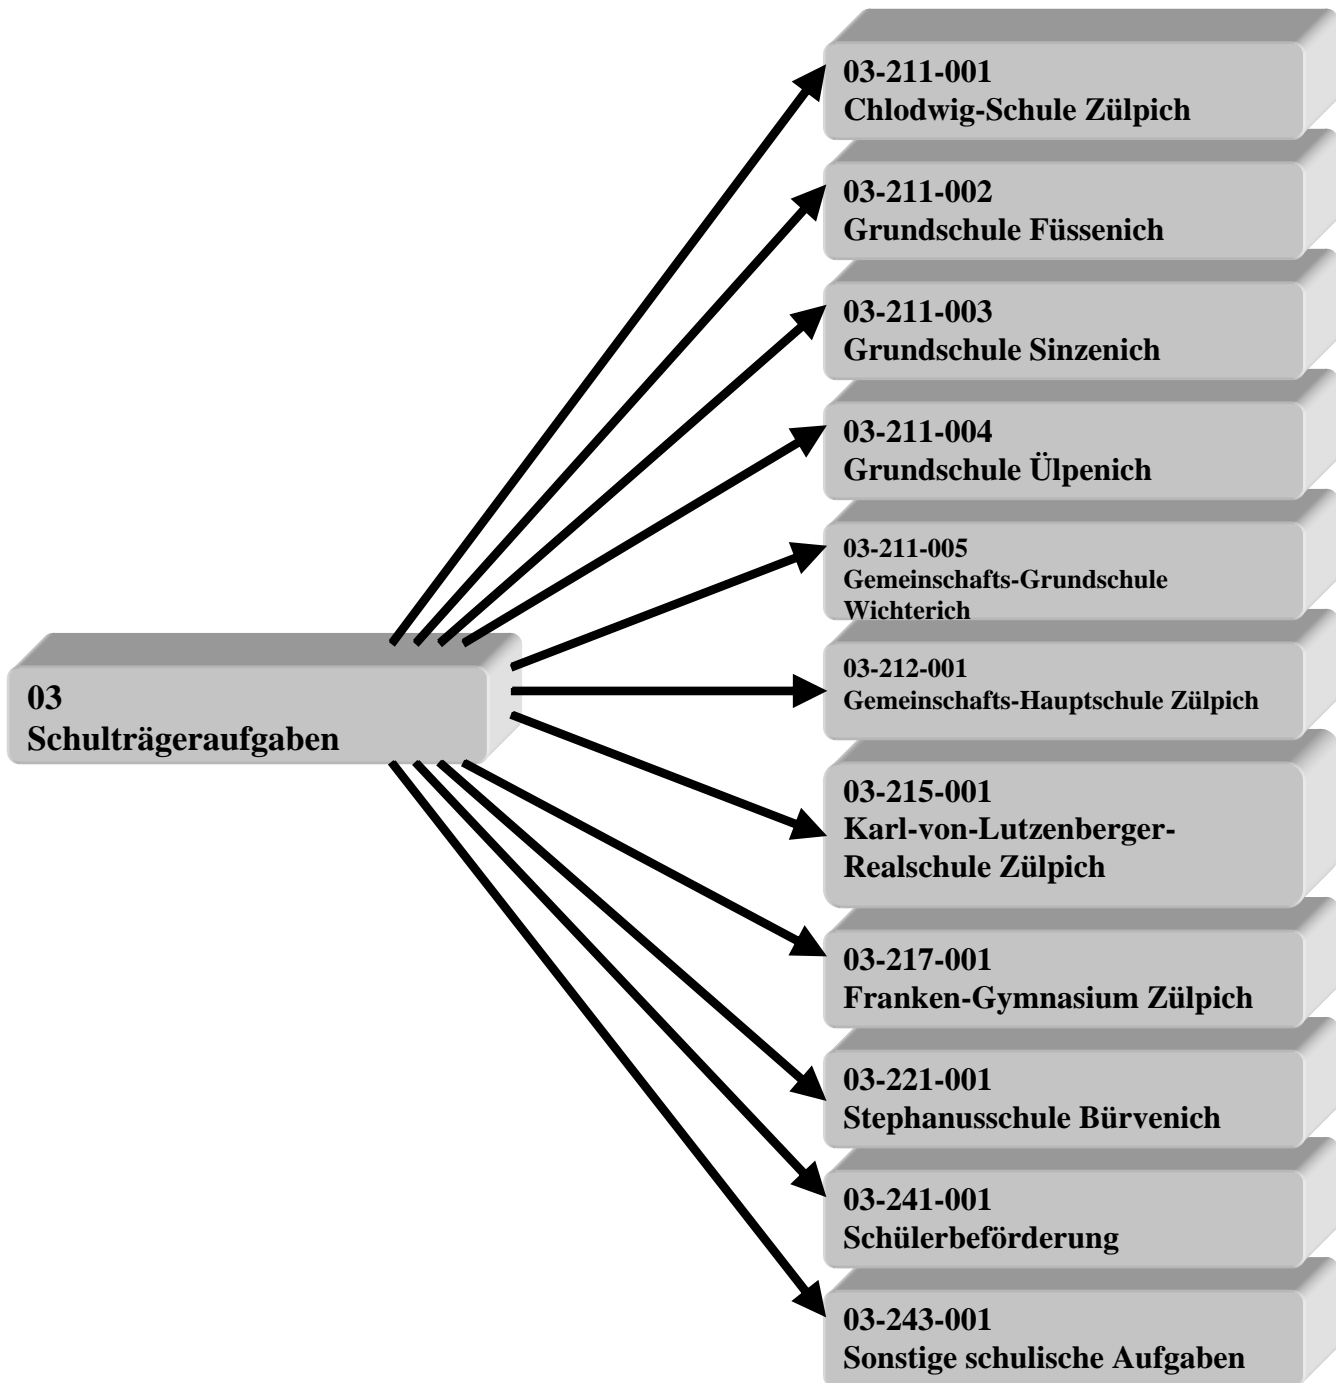 03-211-001
Chlodwig-Schule Zülpich
03-211-002
Grundschule Füssenich
03-211-003
Grundschule Sinzenich
03-211-004
Grundschule Ülpenich
03-211-005
Gemeinschafts-Grundschule
Wichterich
03
Schulträgeraufgaben
03-212-001
Gemeinschafts-Hauptschule Zülpich
03-215-001
Karl-von-Lutzenberger-
Realschule Zülpich
03-217-001
Franken-Gymnasium Zülpich
03-221-001
Stephanusschule Bürvenich
03-241-001
Schülerbeförderung
03-243-001
Sonstige schulische Aufgaben